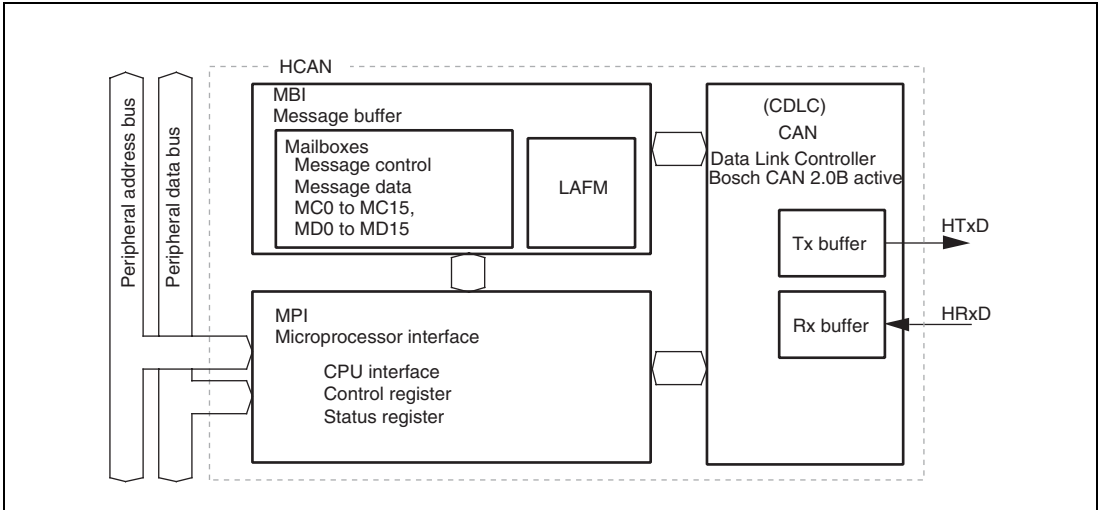 HCAN
Peripheral address bus
Peripheral data bus
MBI
Message buffer
Mailboxes
Message control
Message data
MC0 to MC15,
MD0 to MD15
LAFM
MPI
Microprocessor interface
CPU interface
Control register
Status register
(CDLC)
CAN
Data Link Controller
Bosch CAN 2.0B active
Tx buffer
HTxD
Rx buffer
HRxD